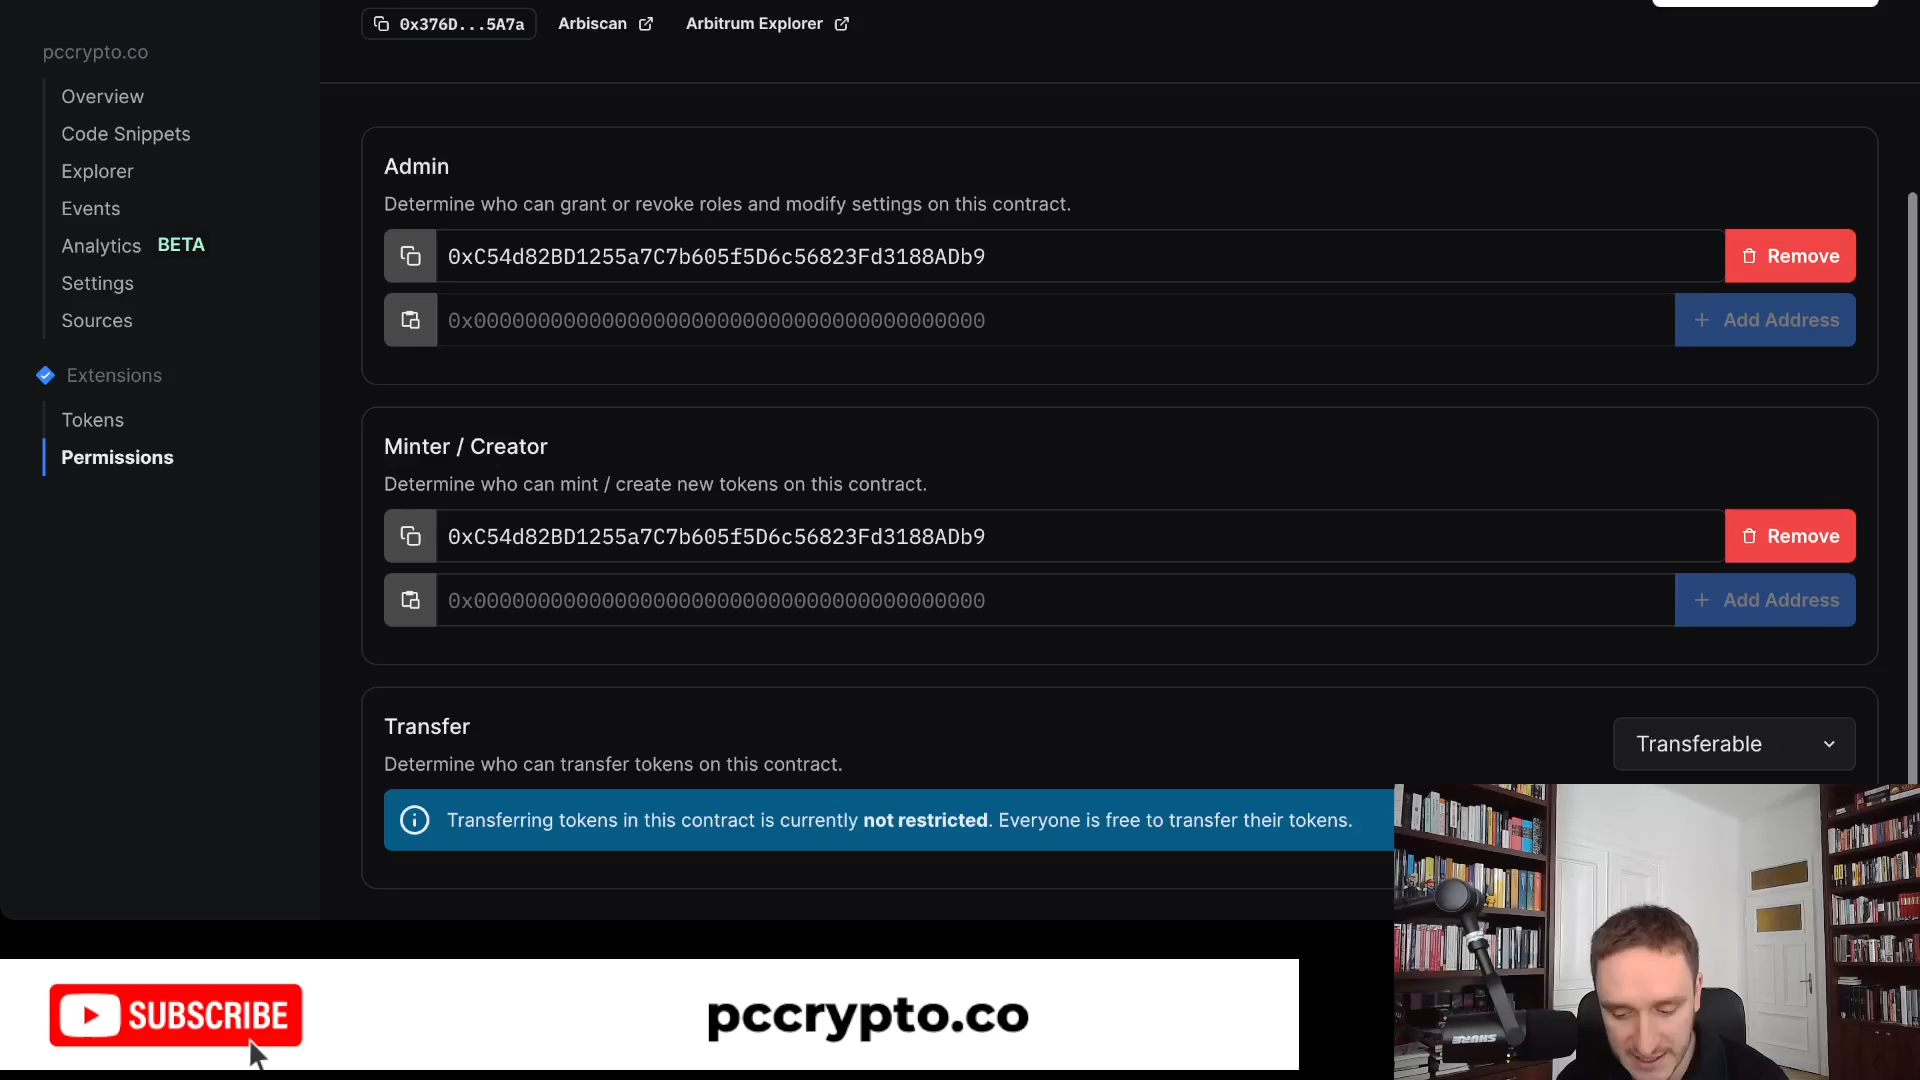 0x376D...5A7a
Arbiscan
Arbitrum Explorer
pccrypto.co
Overview
Code Snippets
Explorer
Events
Analytics BETA
Settings
Sources
Extensions
Tokens
Permissions
Admin
Determine who can grant or revoke roles and modify settings on this contract.
0xC54d82BD1255a7C7b605f5D6c56823Fd3188ADb9
Remove
0x0000000000000000000000000000000000000000
+ Add Address
Minter / Creator
Determine who can mint / create new tokens on this contract.
0xC54d82BD1255a7C7b605f5D6c56823Fd3188ADb9
Remove
0x0000000000000000000000000000000000000000
+ Add Address
Transfer
Determine who can transfer tokens on this contract.
Transferable
Transferring tokens in this contract is currently not restricted. Everyone is free to transfer their tokens.
SUBSCRIBE
pccrypto.co
SHURE